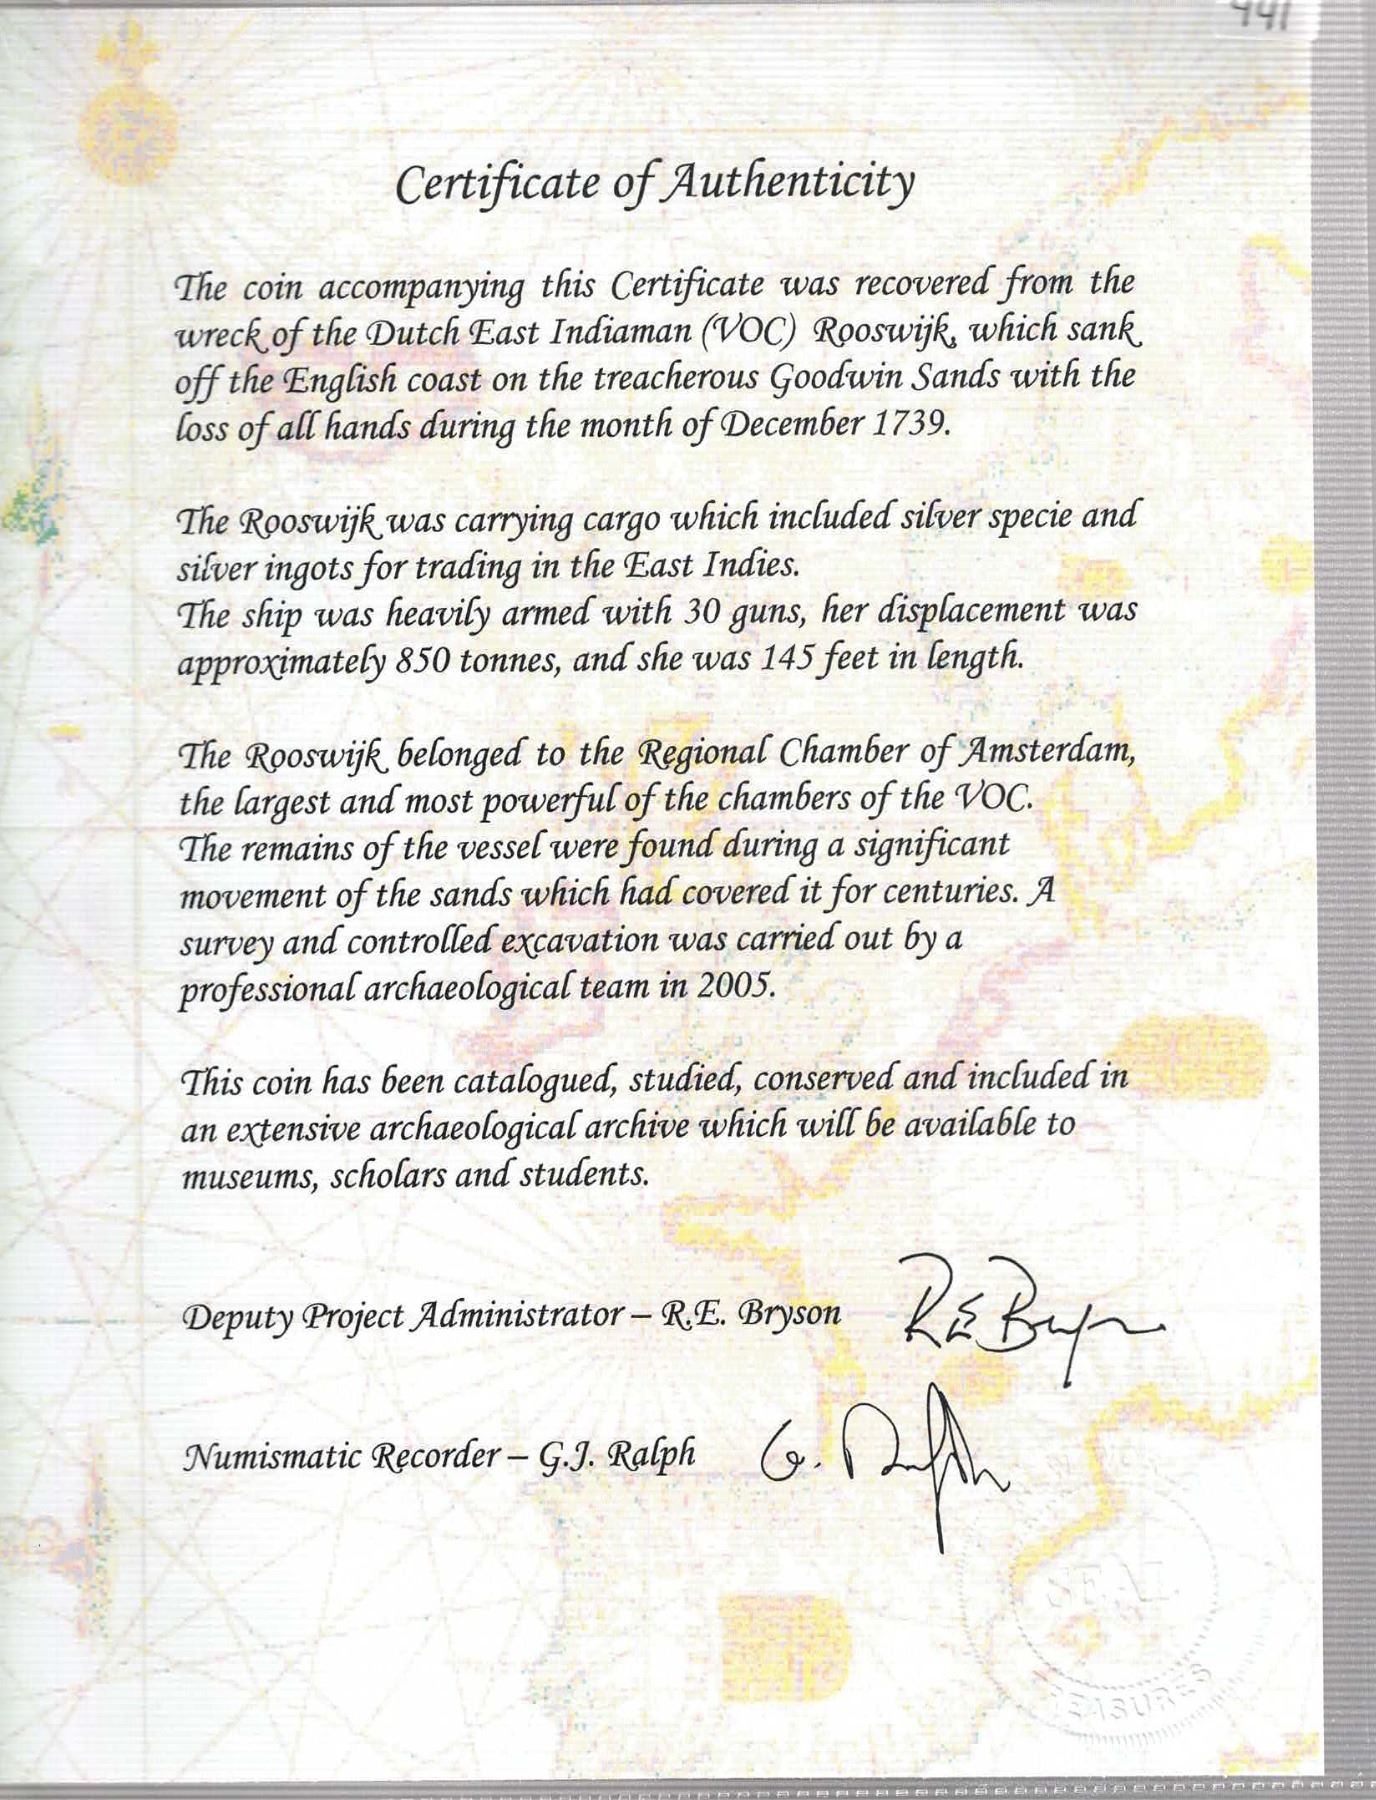 441
Certificate of Authenticity
The coin accompanying this Certificate was recovered from the
wreck of the Dutch East Indiaman (VOC) Rooswijk, which sank
off the English coast on the treacherous Goodwin Sands with the
loss of all hands during the month of December 1739.
The Rooswijk was carrying cargo which included silver specie and
silver ingots for trading in the East Indies.
The ship was heavily armed with 30 guns, her displacement was
approximately 850 tonnes, and she was 145 feet in length.
The Rooswijk belonged to the Regional Chamber of Amsterdam,
the largest and most powerful of the chambers of the VOC.
The remains of the vessel were found during a significant
movement of the sands which had covered it for centuries. A
survey and controlled excavation was carried out by a
professional archaeological team in 2005.
This coin has been catalogued, studied, conserved and included in
an extensive archaeological archive which will be available to
museums, scholars and students.
Deputy Project Administrator – R.E. Bryson R E Bryson
Numismatic Recorder – G.J. Ralph G. Ralph
SEAL